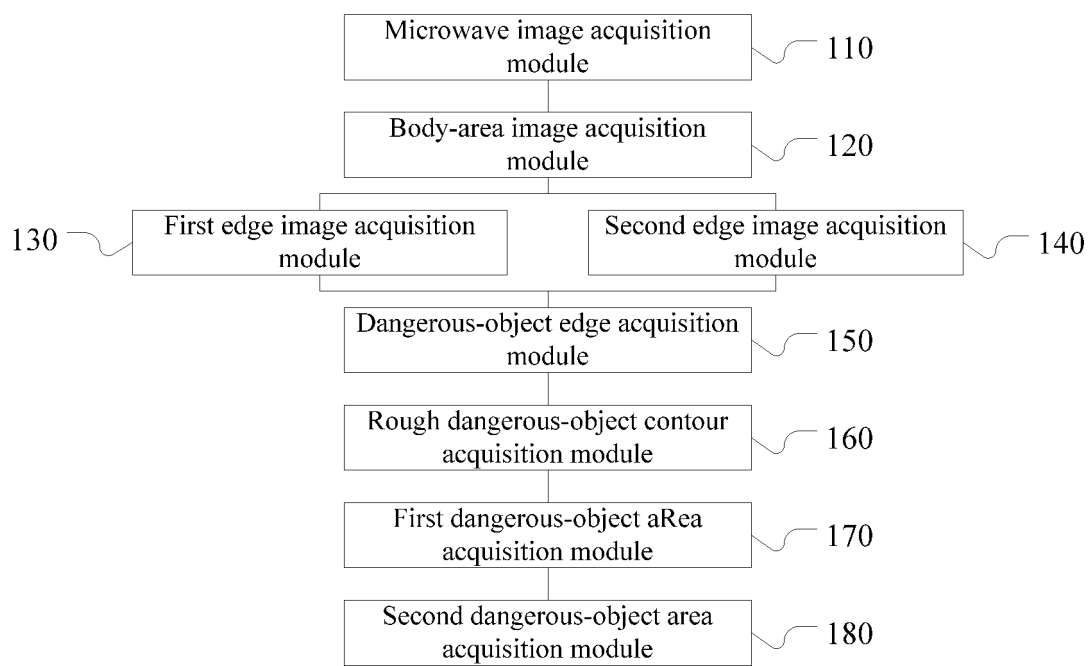 Microwave image acquisition
module
110
Body-area image acquisition
module
120
130
First edge image acquisition
module
Second edge image acquisition
module
140
Dangerous-object edge acquisition
module
150
Rough dangerous-object contour
acquisition module
160
First dangerous-object aRea
acquisition module
170
Second dangerous-object area
acquisition module
180